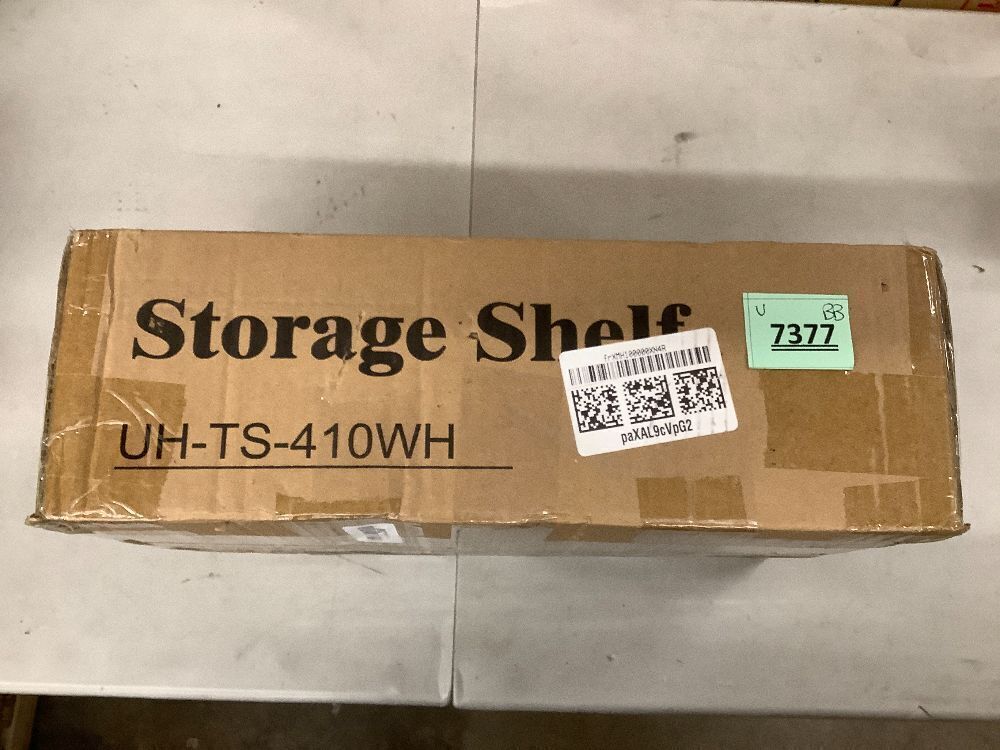 Storage Shelf
U BB
7377
UH-TS-410WH
paXAL9cVpG2